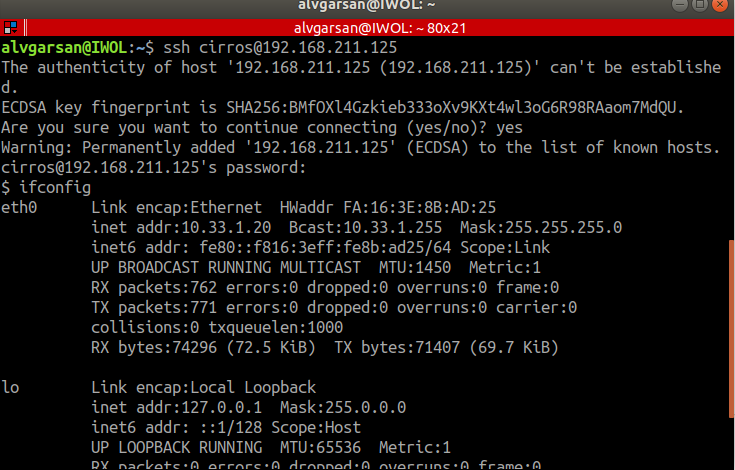 alvgarsan@IWOL: ~
alvgarsan@IWOL: ~ 80x21
alvgarsan@IWOL:~$ ssh cirros@192.168.211.125
The authenticity of host '192.168.211.125 (192.168.211.125)' can't be establishe
d.
ECDSA key fingerprint is SHA256:BMfOXl4Gzkieb333oXv9KXt4wl3oG6R98RAaom7MdQU.
Are you sure you want to continue connecting (yes/no)? yes
Warning: Permanently added '192.168.211.125' (ECDSA) to the list of known hosts.
cirros@192.168.211.125's password:
$ ifconfig
eth0      Link encap:Ethernet  HWaddr FA:16:3E:8B:AD:25
          inet addr:10.33.1.20  Bcast:10.33.1.255  Mask:255.255.255.0
          inet6 addr: fe80::f816:3eff:fe8b:ad25/64 Scope:Link
          UP BROADCAST RUNNING MULTICAST  MTU:1450  Metric:1
          RX packets:762 errors:0 dropped:0 overruns:0 frame:0
          TX packets:771 errors:0 dropped:0 overruns:0 carrier:0
          collisions:0 txqueuelen:1000
          RX bytes:74296 (72.5 KiB)  TX bytes:71407 (69.7 KiB)
lo        Link encap:Local Loopback
          inet addr:127.0.0.1  Mask:255.0.0.0
          inet6 addr: ::1/128 Scope:Host
          UP LOOPBACK RUNNING  MTU:65536  Metric:1
          RX packets:0 errors:0 dropped:0 overruns:0 frame:0